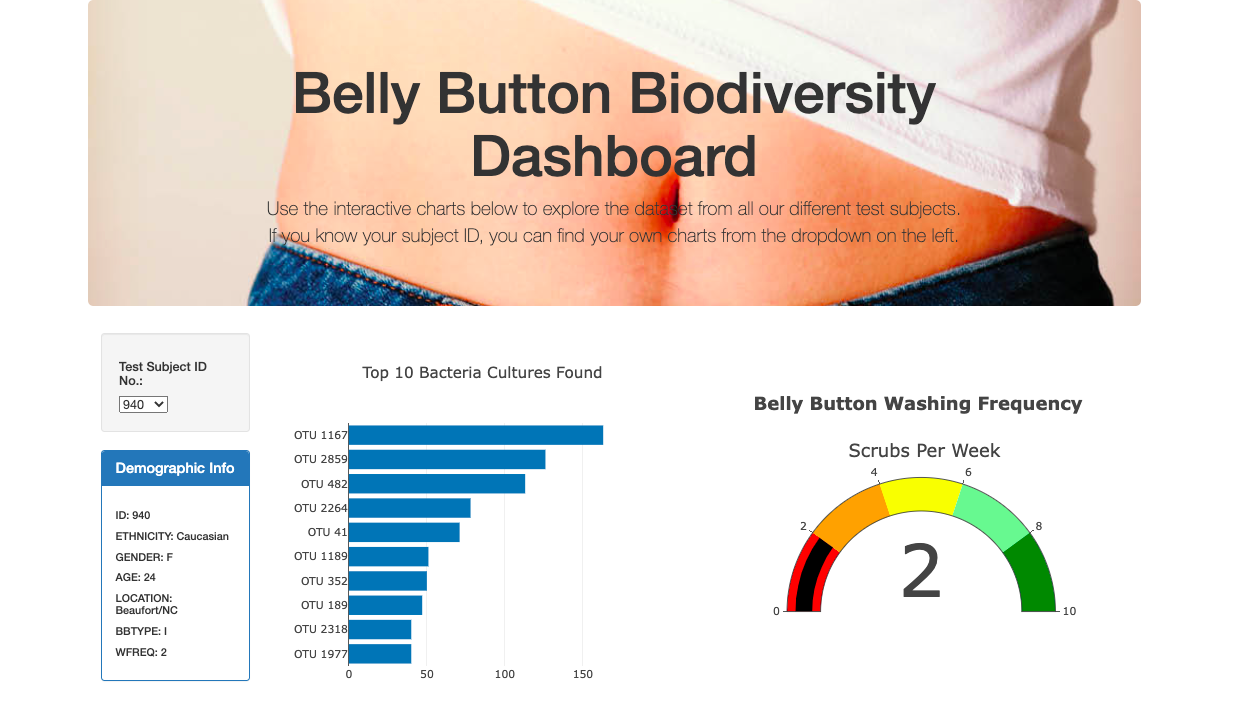 Belly Button Biodiversity
Dashboard
Use the interactive charts below to explore the dataset from all our different test subjects.
If you know your subject ID, you can find your own charts from the dropdown on the left.
Test Subject ID
No.:
940
Demographic Info
ID: 940
ETHNICITY: Caucasian
GENDER: F
AGE: 24
LOCATION:
Beaufort/NC
BBTYPE: I
WFREQ: 2
Top 10 Bacteria Cultures Found
OTU 1167
OTU 2859
OTU 482
OTU 2264
OTU 41
OTU 1189
OTU 352
OTU 189
OTU 2318
OTU 1977
0 50 100 150
Belly Button Washing Frequency
Scrubs Per Week
4 6
2 8
2
0 10